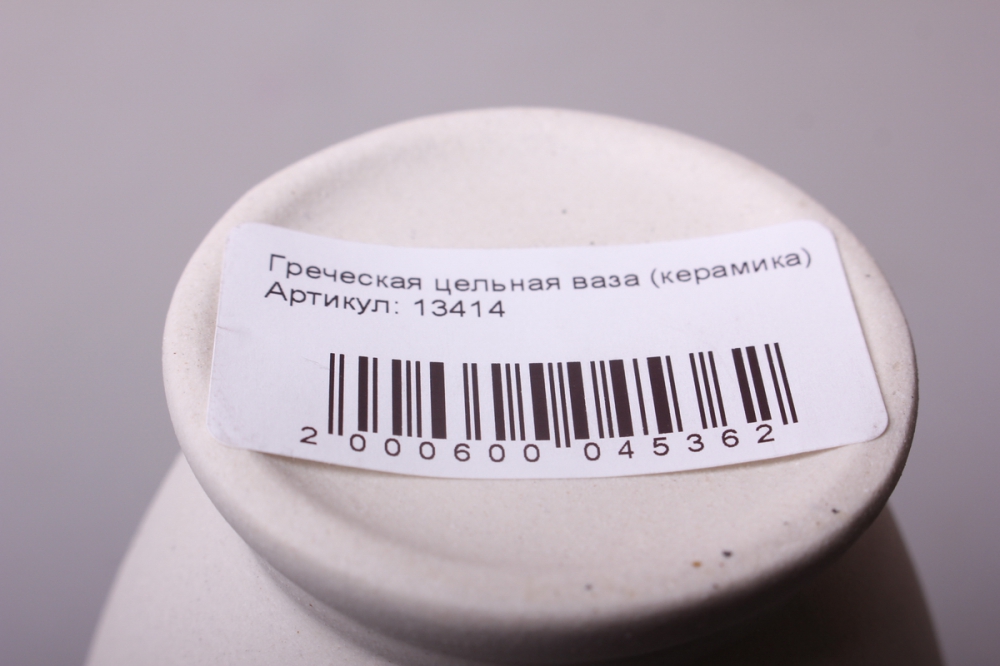 Греческая цельная ваза (керамика)
Артикул: 13414
2 000600 045362